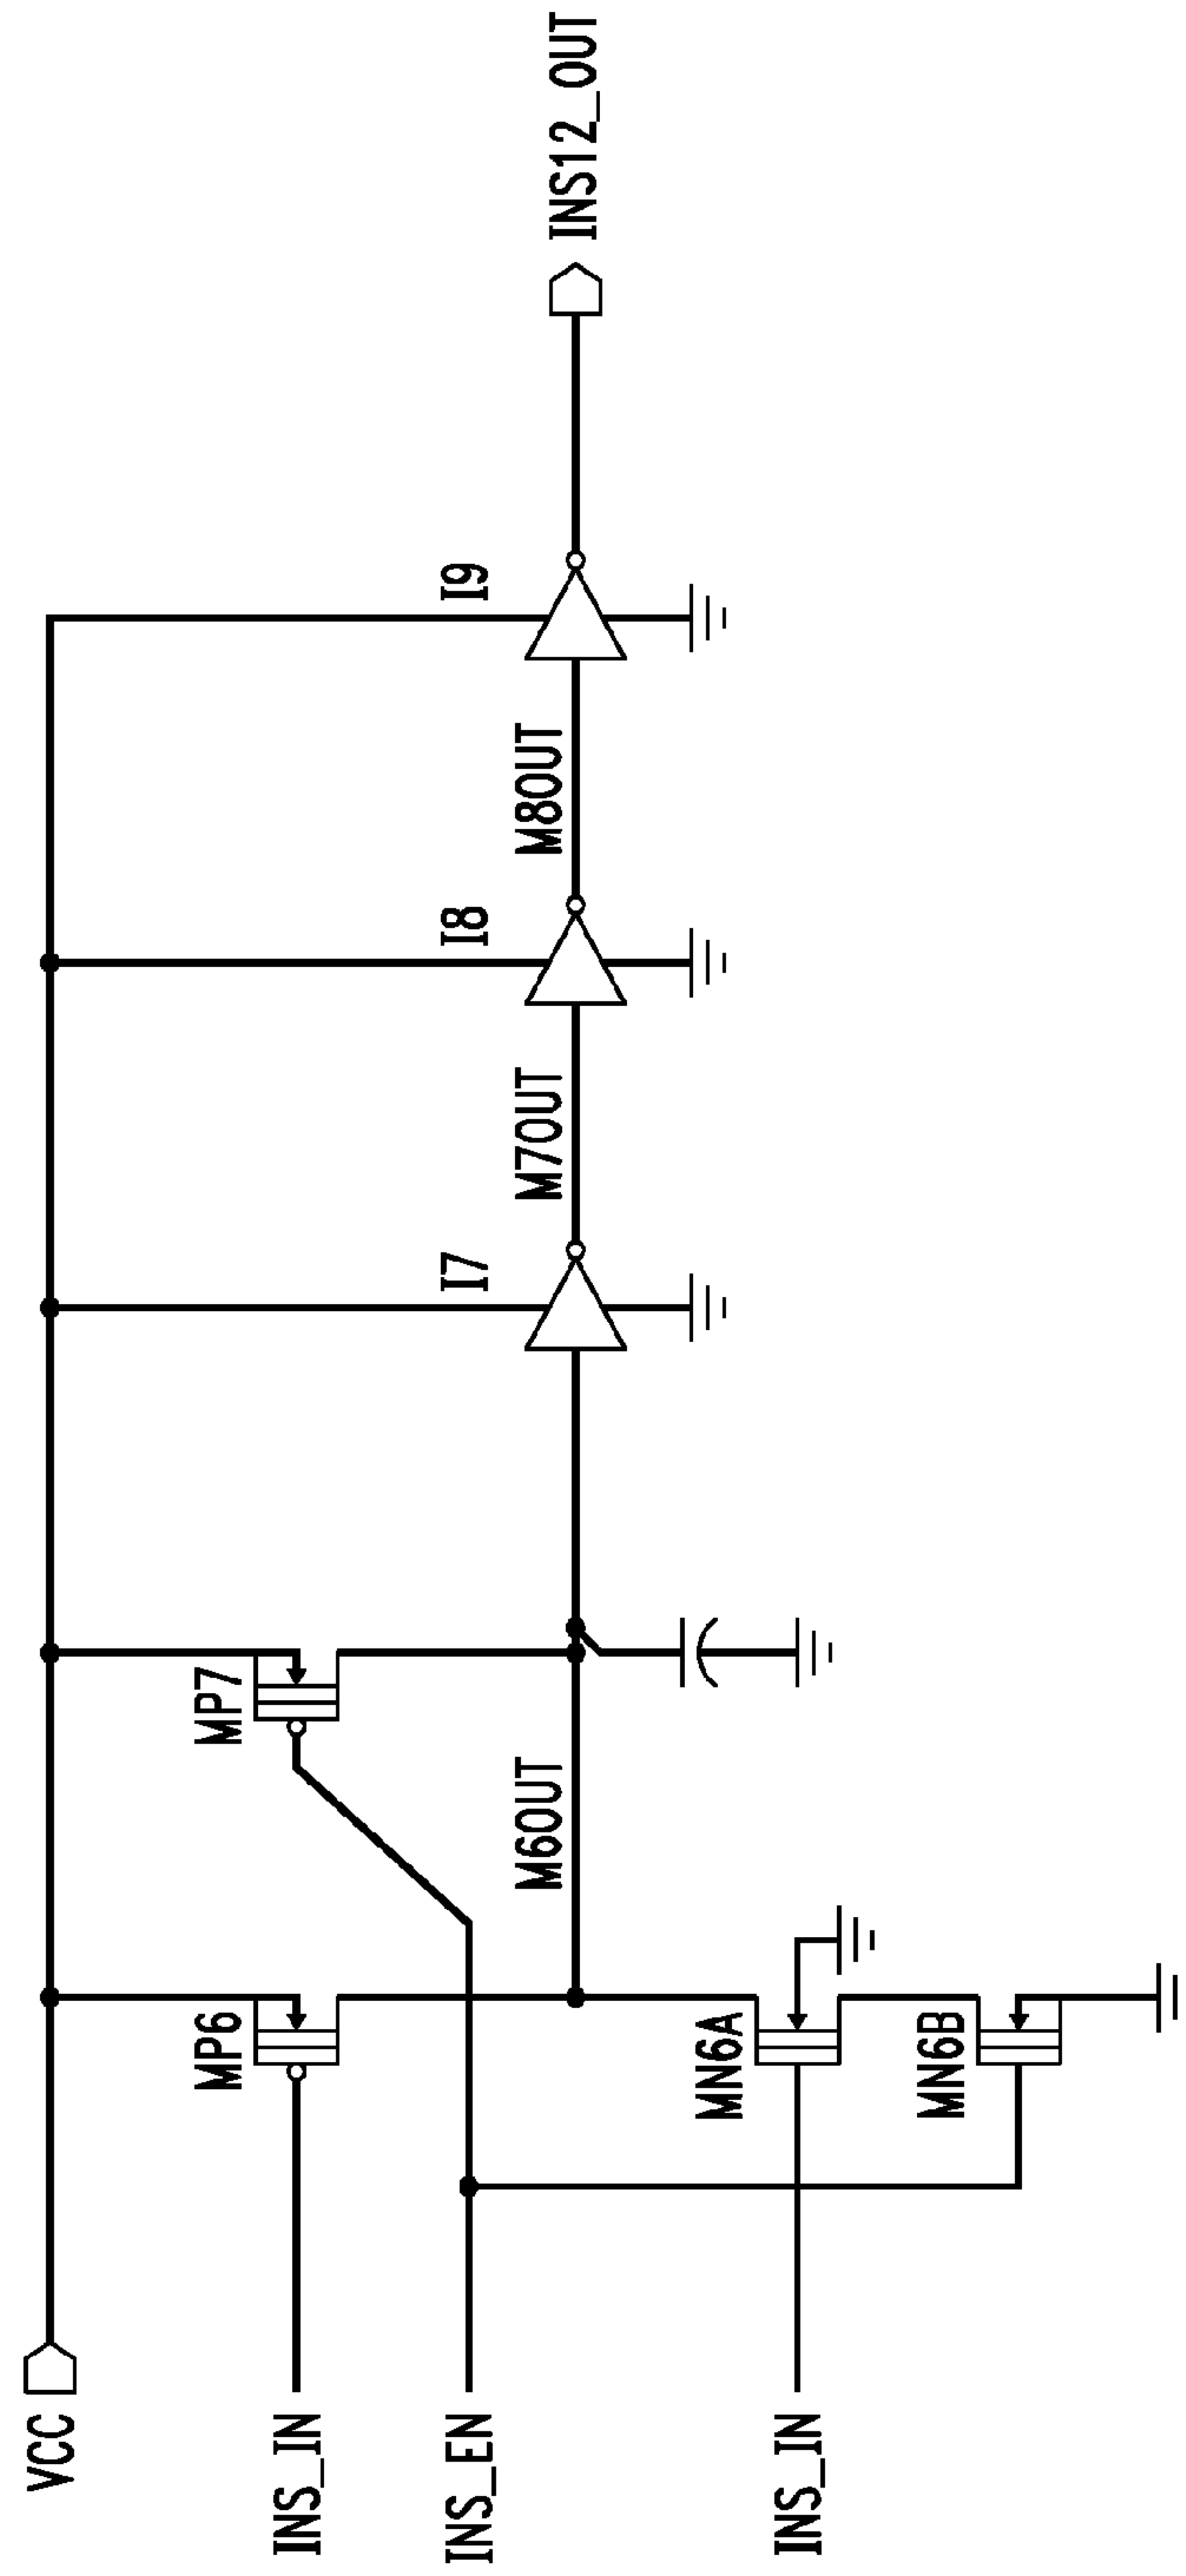 VCC
INS_IN
INS_EN
INS_IN
MP6
MP7
MN6A
MN6B
M6OUT
I7
M7OUT
I8
M8OUT
I9
INS12_OUT